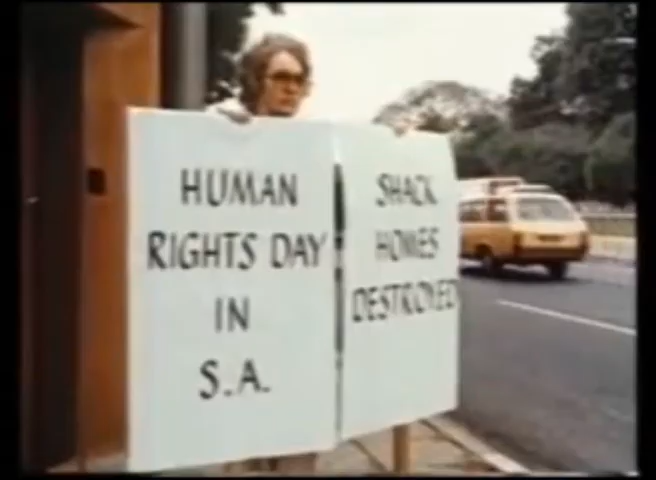 HUMAN
RIGHTS DAY
IN
S.A.
SHACK
HOMES
DESTROYED